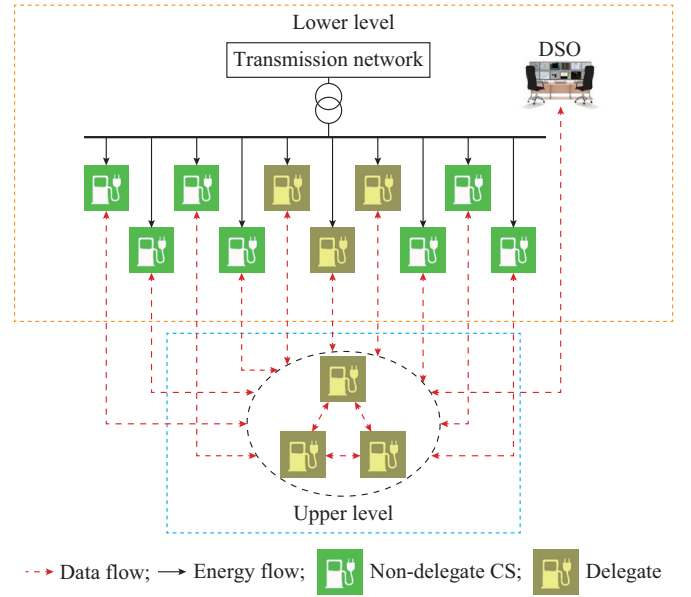 Lower level
Transmission network
DSO
Upper level
Data flow; Energy flow; Non-delegate CS; Delegate